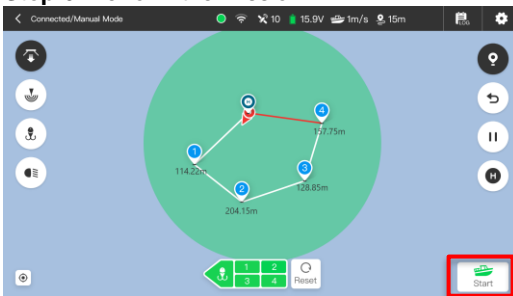 Connected/Manual Mode
10
15.9V
1m/s
15m
LOG
H
4
157.75m
1
114.22m
3
128.85m
2
204.15m
H
1 2
3 4
Reset
Start